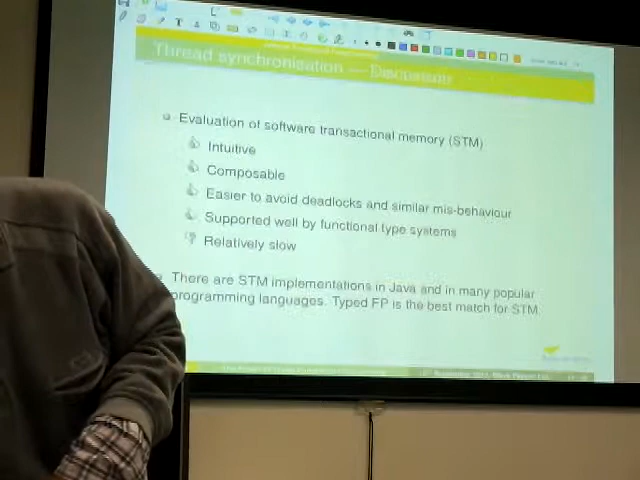 Thread synchronisation — Discussion
Evaluation of software transactional memory (STM)
Intuitive
Composable
Easier to avoid deadlocks and similar mis-behaviour
Supported well by functional type systems
Relatively slow
There are STM implementations in Java and in many popular
programming languages. Typed FP is the best match for STM.